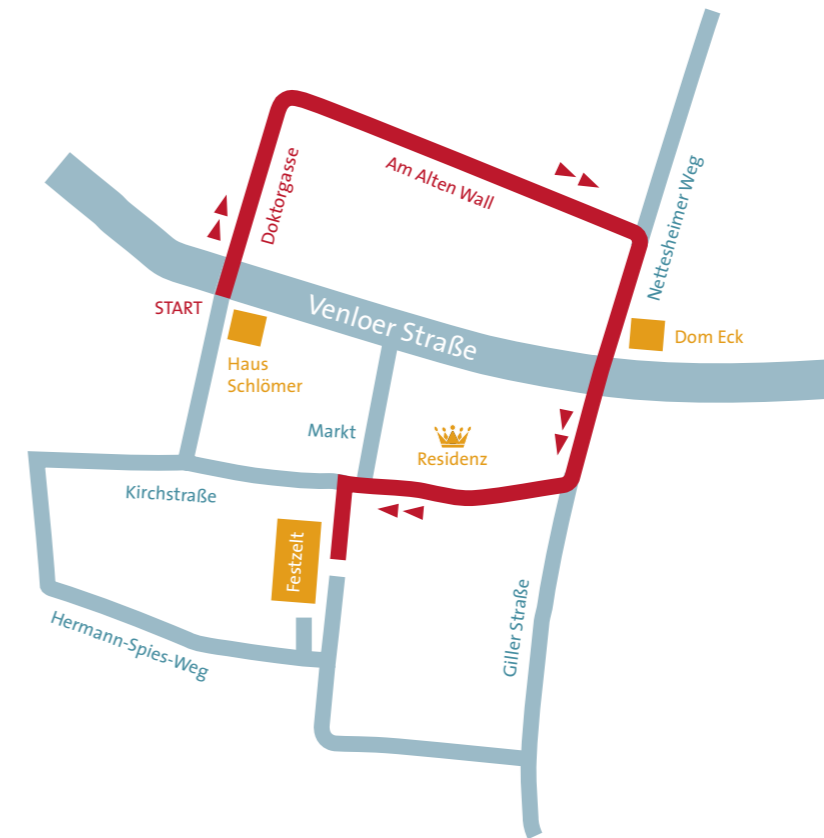 Doktorgasse
Am Alten Wall
Nettesheimer Weg
START
Venloer Straße
Dom Eck
Haus
Schlömer
Markt
Residenz
Kirchstraße
Festzelt
Giller Straße
Hermann-Spies-Weg